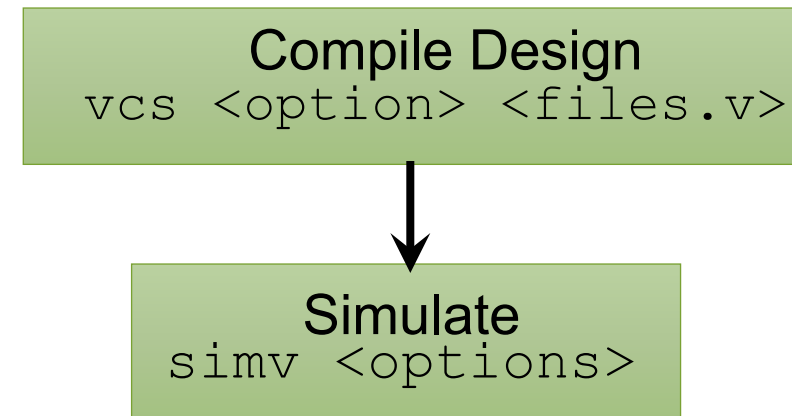 Compile Design
vcs <option> <files.v>
Simulate
simv <options>